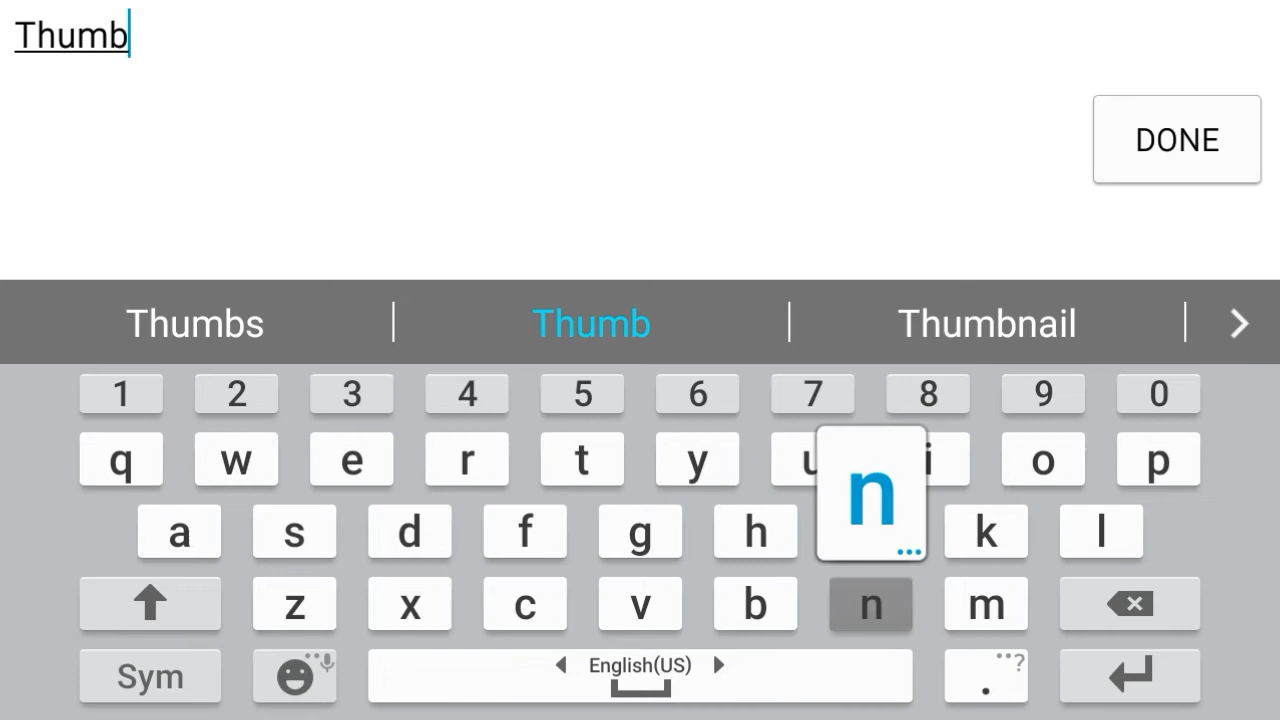 Thumb
DONE
Thumbs Thumb Thumbnail
1 2 3 4 5 6 7 8 9 0
q w e r t y u i o p
n
a s d f g h k l
z x c v b n m
?
Sym English(US) .